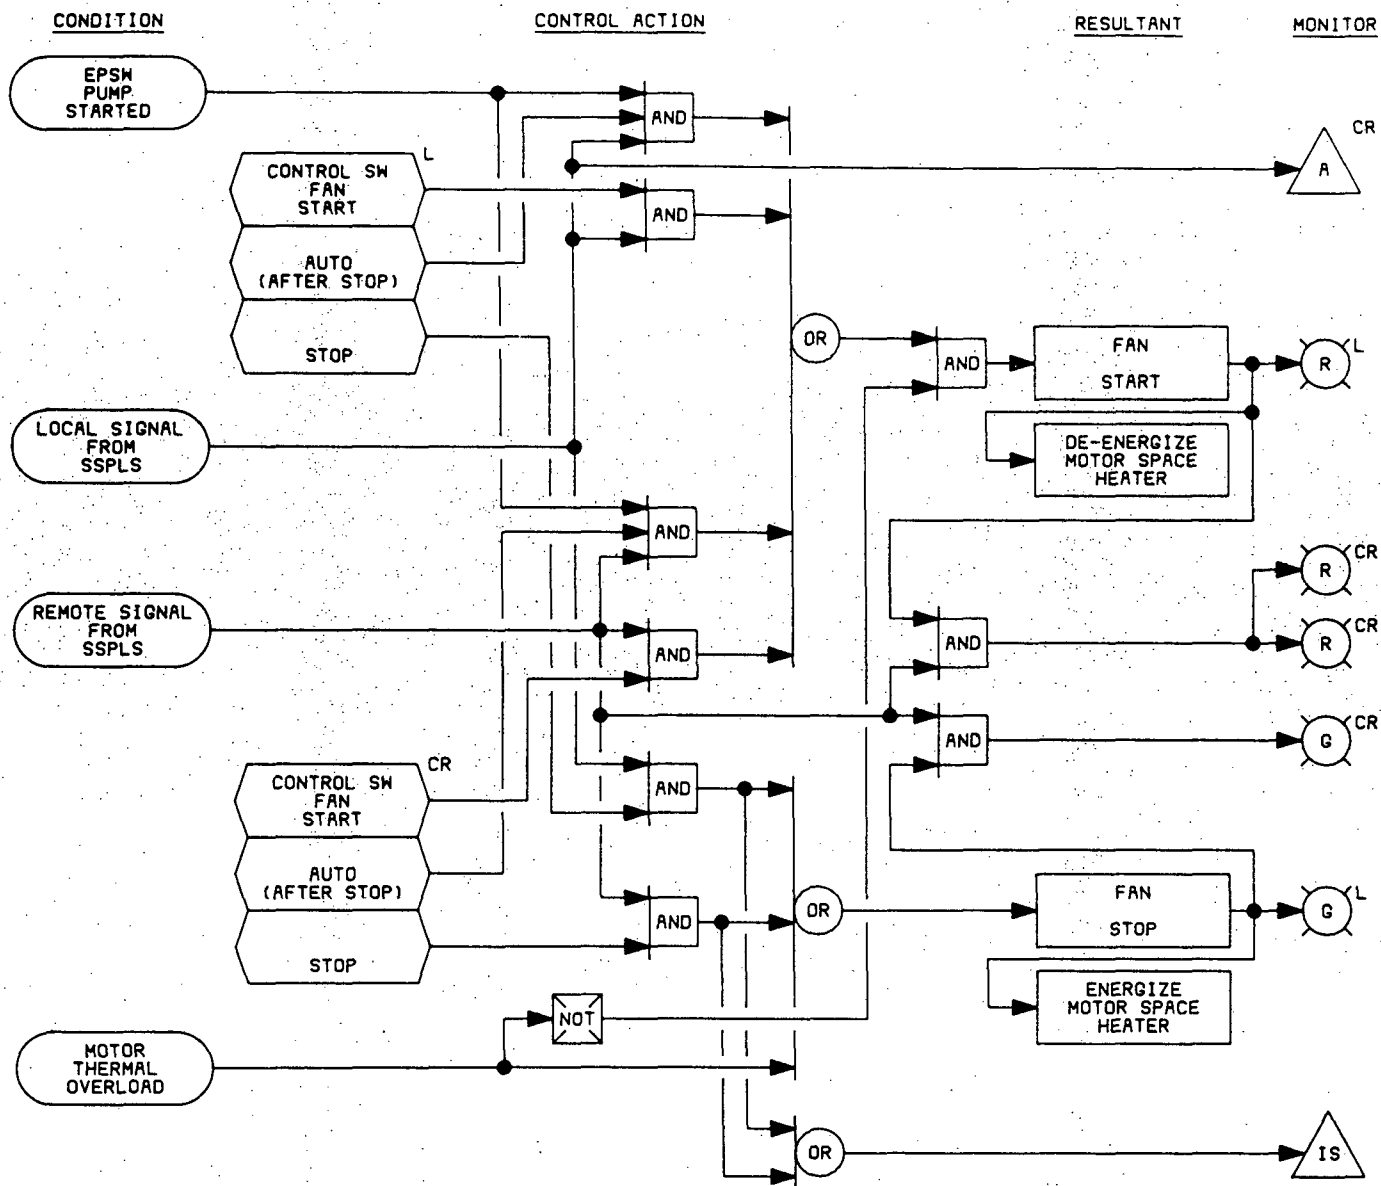 CONDITION
CONTROL ACTION
RESULTANT
MONITOR
EPSW
PUMP
STARTED
AND
CR
A
L
CONTROL SW
FAN
START
AND
AUTO
(AFTER STOP)
STOP
OR
AND
FAN
START
R
L
LOCAL SIGNAL
FROM
SSPLS
DE-ENERGIZE
MOTOR SPACE
HEATER
AND
R
CR
REMOTE SIGNAL
FROM
SSPLS
AND
AND
R
CR
AND
G
CR
CR
CONTROL SW
FAN
START
AND
AUTO
(AFTER STOP)
STOP
AND
OR
FAN
STOP
G
L
ENERGIZE
MOTOR SPACE
HEATER
NOT
MOTOR
THERMAL
OVERLOAD
OR
IS